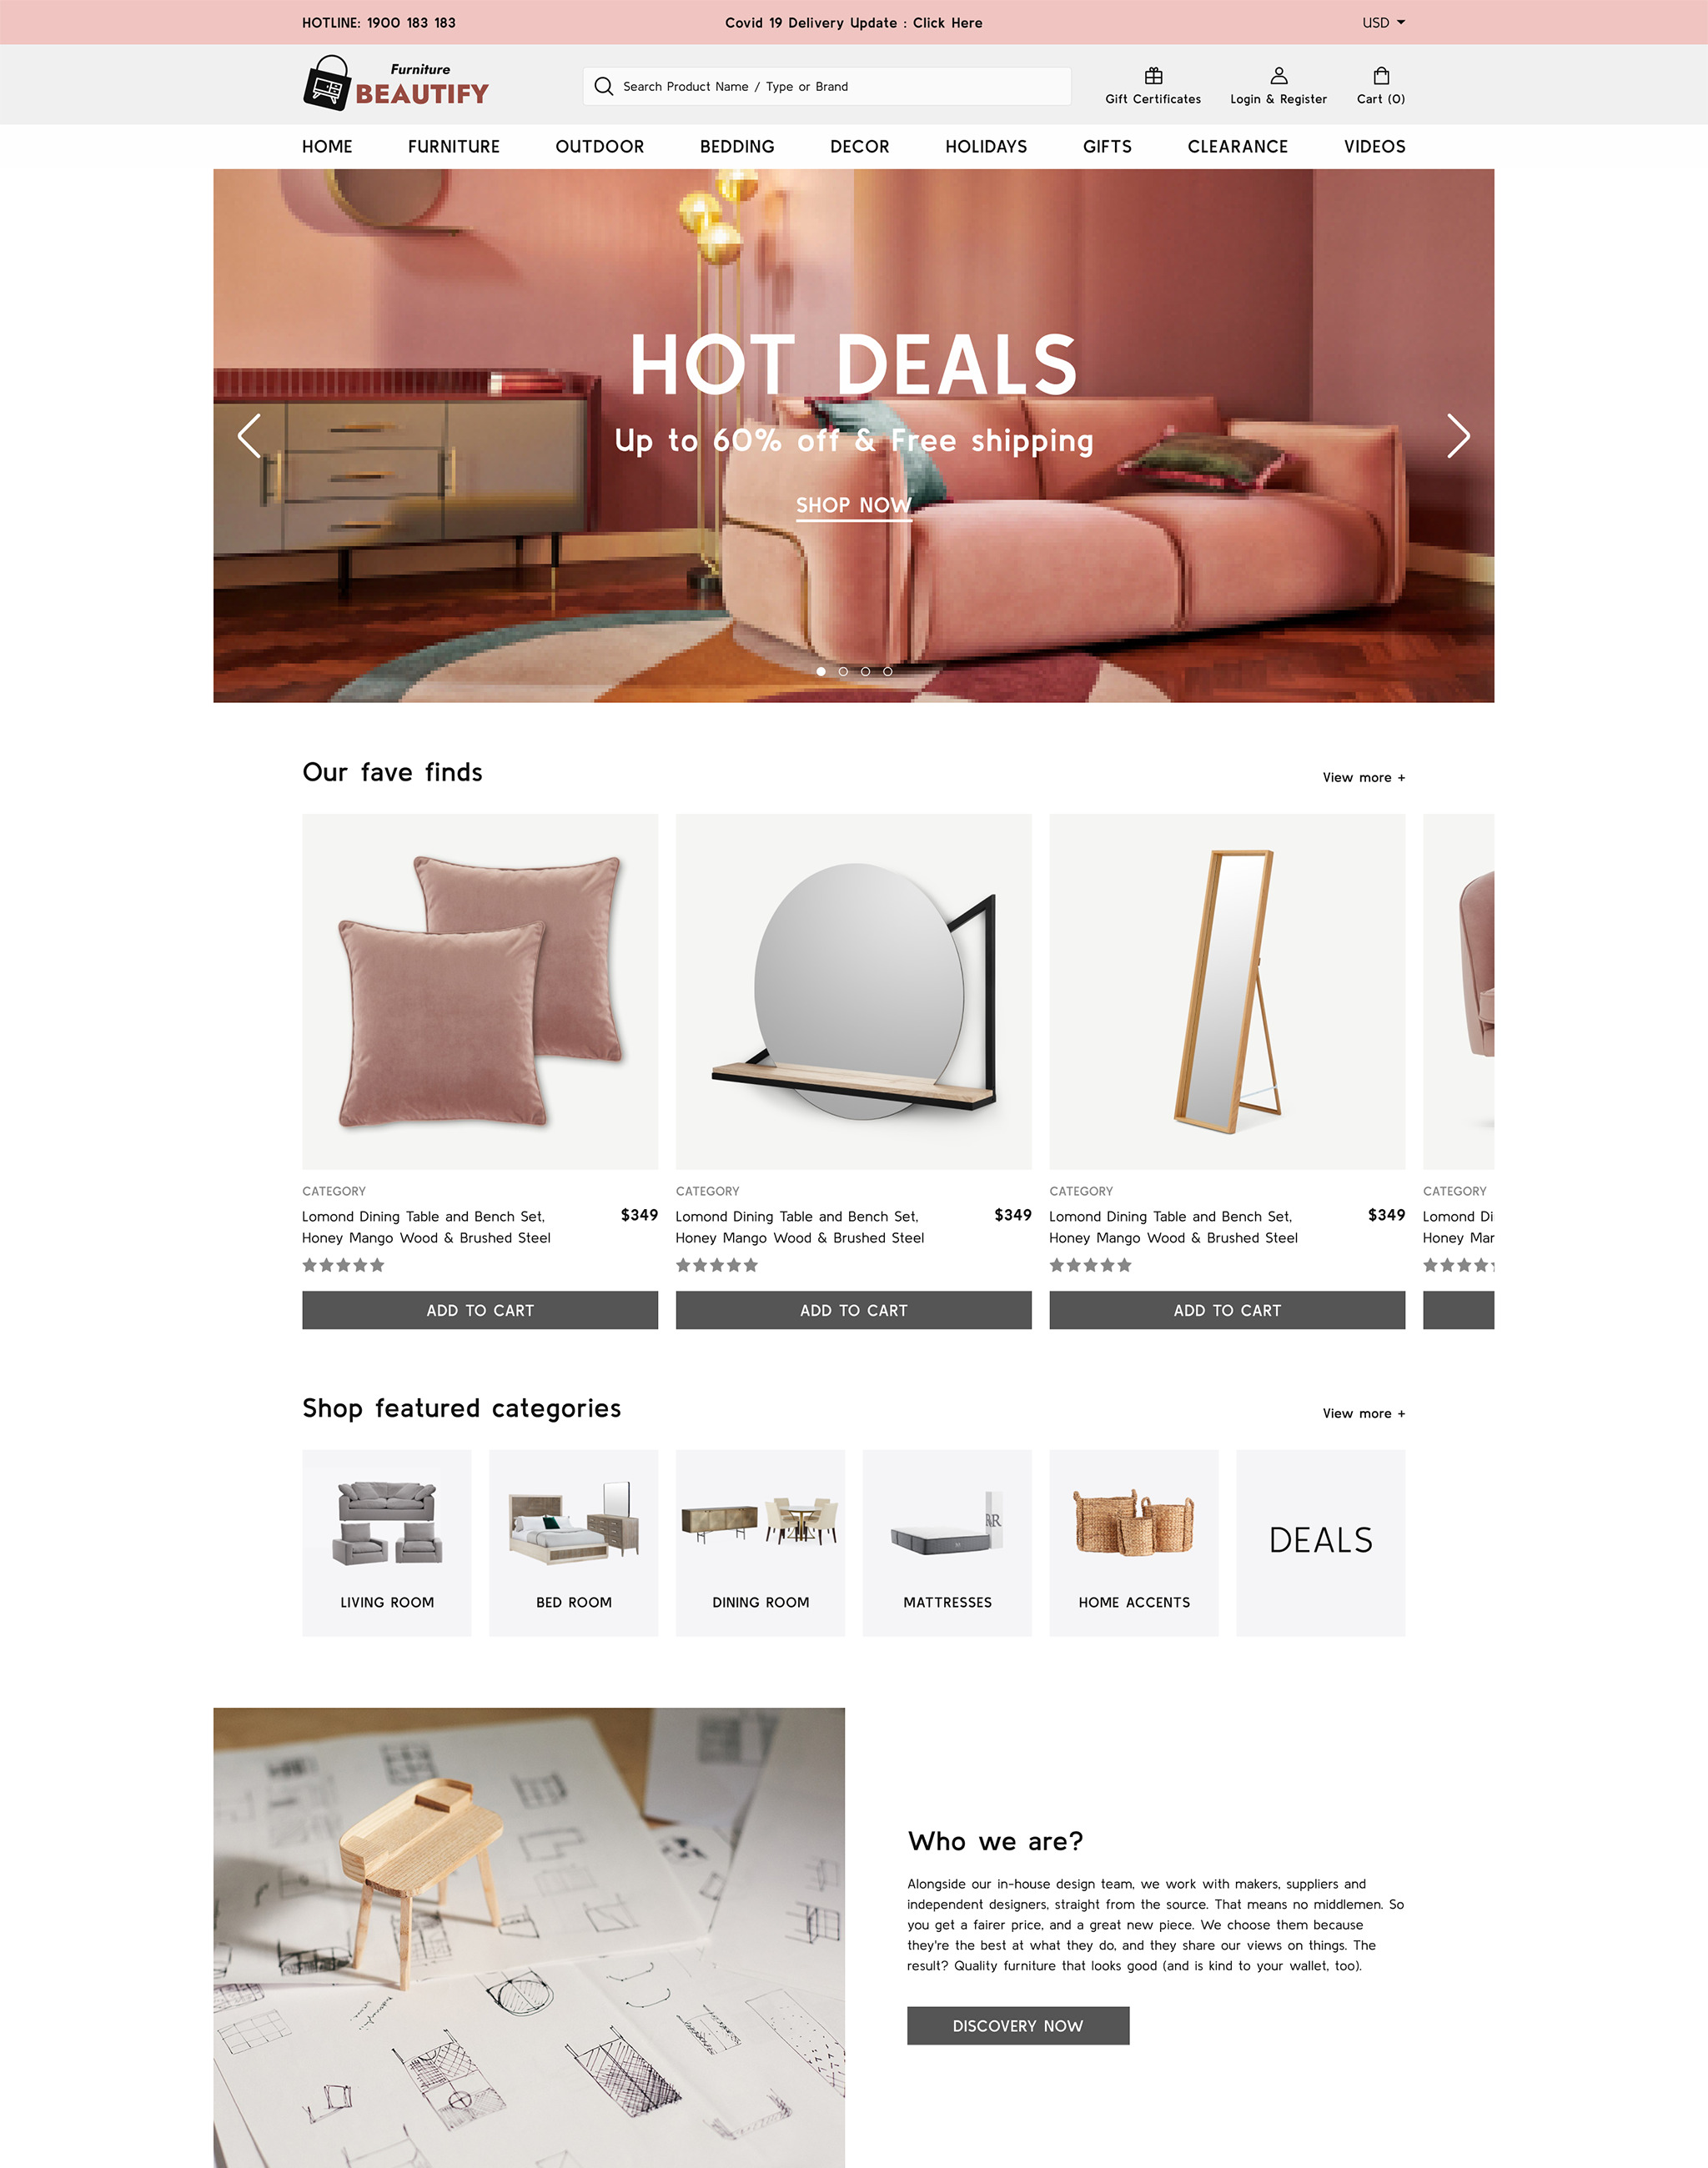 HOTLINE: 1900 183 183
Covid 19 Delivery Update : Click Here
USD
Furniture
BEAUTIFY
Search Product Name / Type or Brand
Gift Certificates
Login & Register
Cart (0)
HOME FURNITURE OUTDOOR BEDDING DECOR HOLIDAYS GIFTS CLEARANCE VIDEOS
HOT DEALS
Up to 60% off & Free shipping
SHOP NOW
Our fave finds
View more +
CATEGORY
Lomond Dining Table and Bench Set,
Honey Mango Wood & Brushed Steel
$349
ADD TO CART
CATEGORY
Lomond Dining Table and Bench Set,
Honey Mango Wood & Brushed Steel
$349
ADD TO CART
CATEGORY
Lomond Dining Table and Bench Set,
Honey Mango Wood & Brushed Steel
$349
ADD TO CART
CATEGORY
Lomond Di
Honey Mar
Shop featured categories
View more +
LIVING ROOM
BED ROOM
DINING ROOM
MATTRESSES
HOME ACCENTS
DEALS
Who we are?
Alongside our in-house design team, we work with makers, suppliers and
independent designers, straight from the source. That means no middlemen. So
you get a fairer price, and a great new piece. We choose them because
they're the best at what they do, and they share our views on things. The
result? Quality furniture that looks good (and is kind to your wallet, too).
DISCOVERY NOW